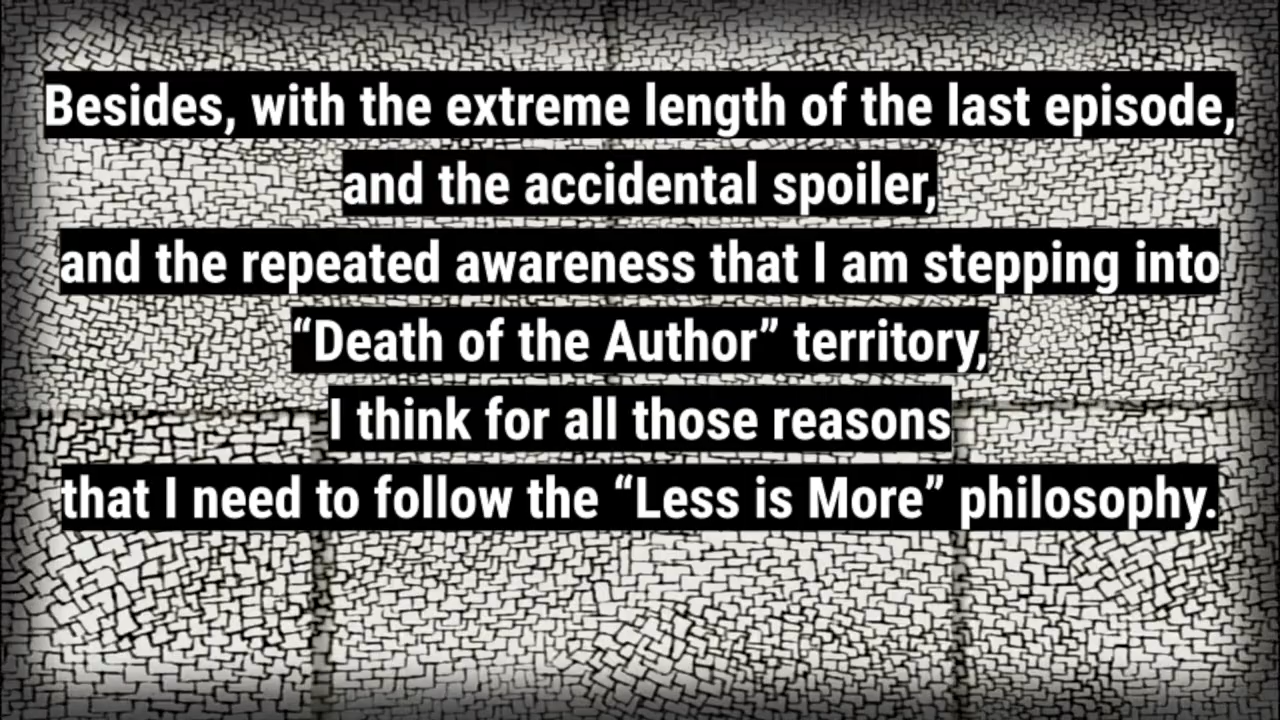 Besides, with the extreme length of the last episode,
and the accidental spoiler,
and the repeated awareness that I am stepping into
“Death of the Author” territory,
I think for all those reasons
that I need to follow the “Less is More” philosophy.